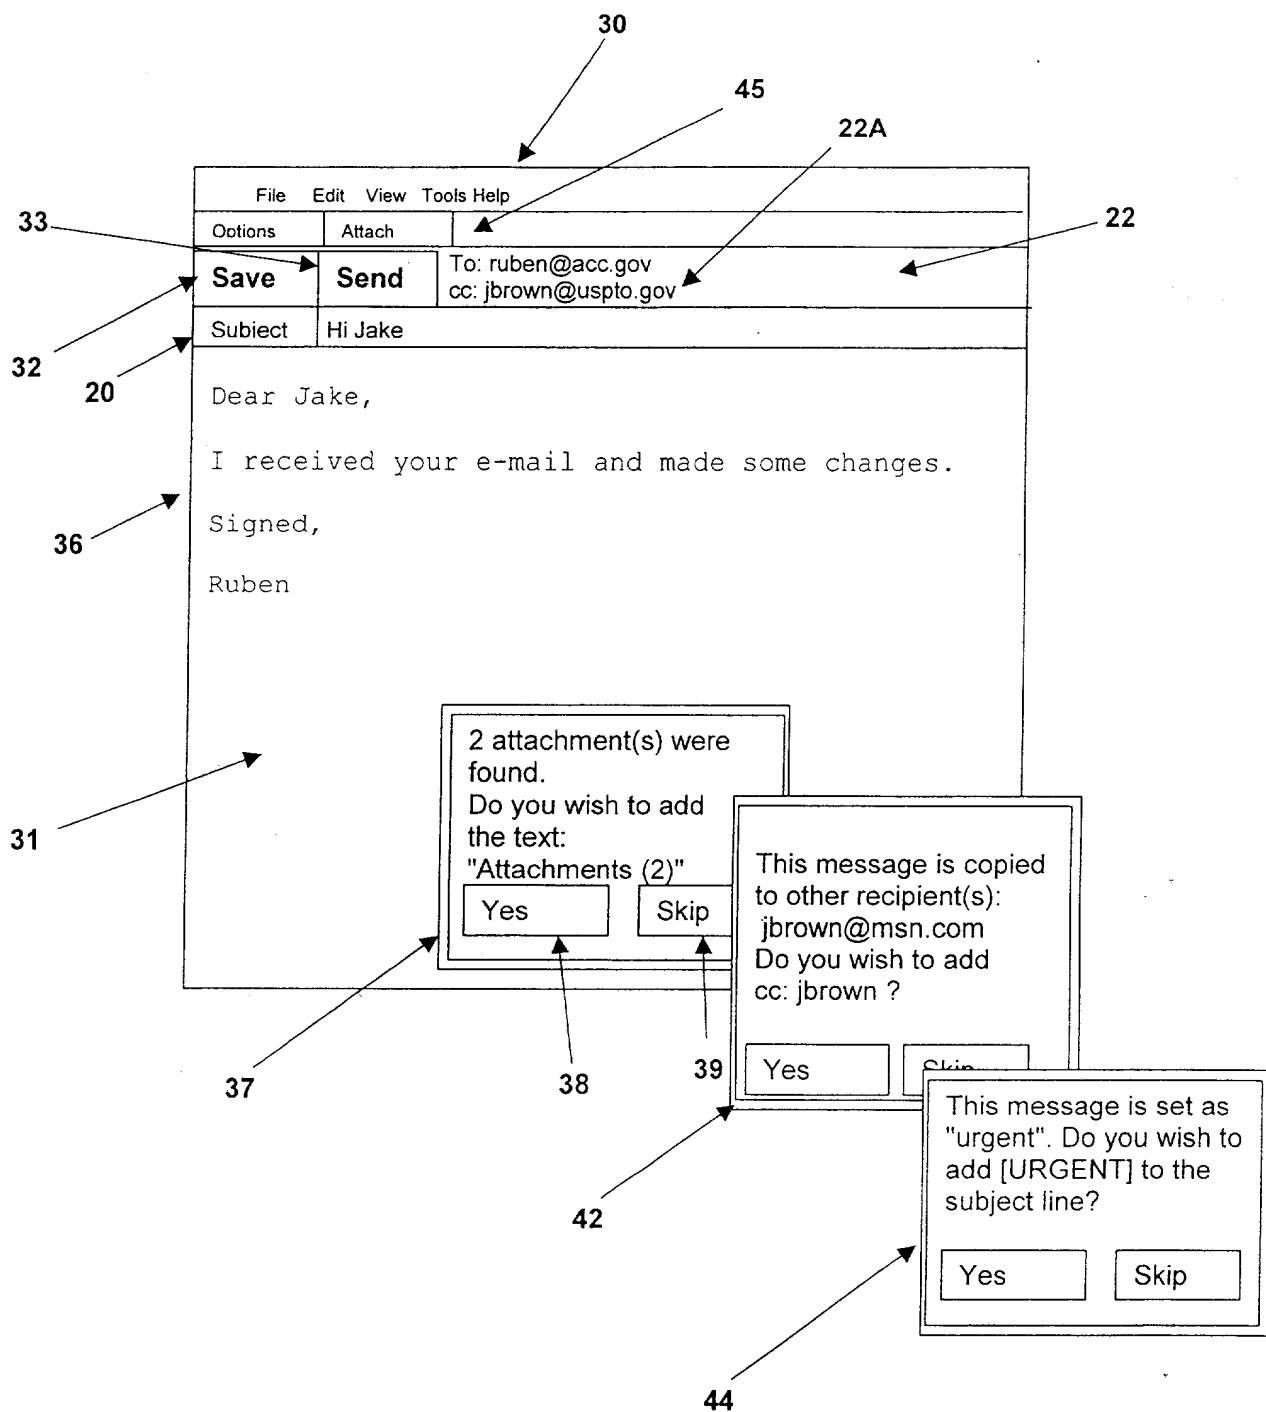 30
45
22A
File Edit View Tools Help
33
Ootions Attach
22
Save Send To: ruben@acc.gov
cc: jbrown@uspto.gov
Subiect Hi Jake
32
20
Dear Jake,
I received your e-mail and made some changes.
36
Signed,
Ruben
31
2 attachment(s) were
found.
Do you wish to add
the text:
"Attachments (2)"
Yes Skip
37
38
39
This message is copied
to other recipient(s):
jbrown@msn.com
Do you wish to add
cc: jbrown ?
Yes Skip
42
This message is set as
"urgent". Do you wish to
add [URGENT] to the
subject line?
Yes Skip
44